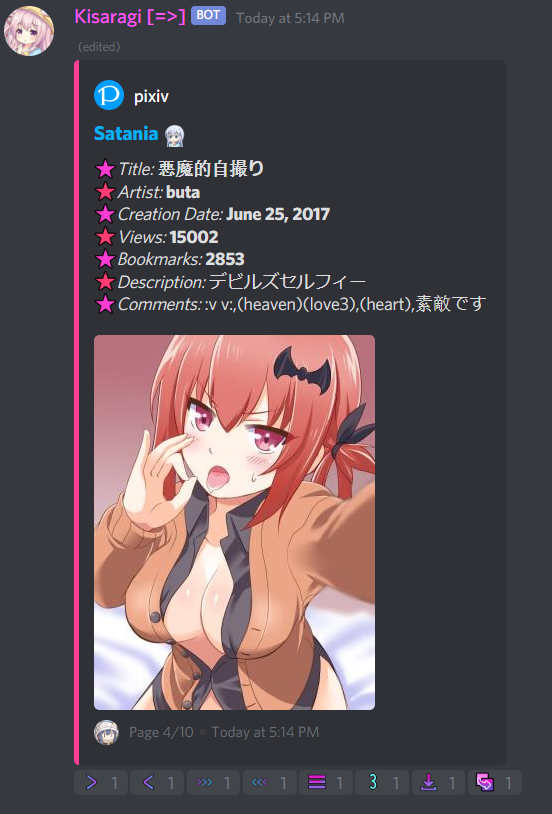 Kisaragi [=>] BOT Today at 5:14 PM
(edited)
pixiv
Satania
Title: 悪魔的自撮り
Artist: buta
Creation Date: June 25, 2017
Views: 15002
Bookmarks: 2853
Description: デビルズセルフィー
Comments: :v v:,(heaven)(love3),(heart),素敵です
Page 4/10 • Today at 5:14 PM
> 1 < 1 >>> 1 <<< 1 1 3 1 1 1